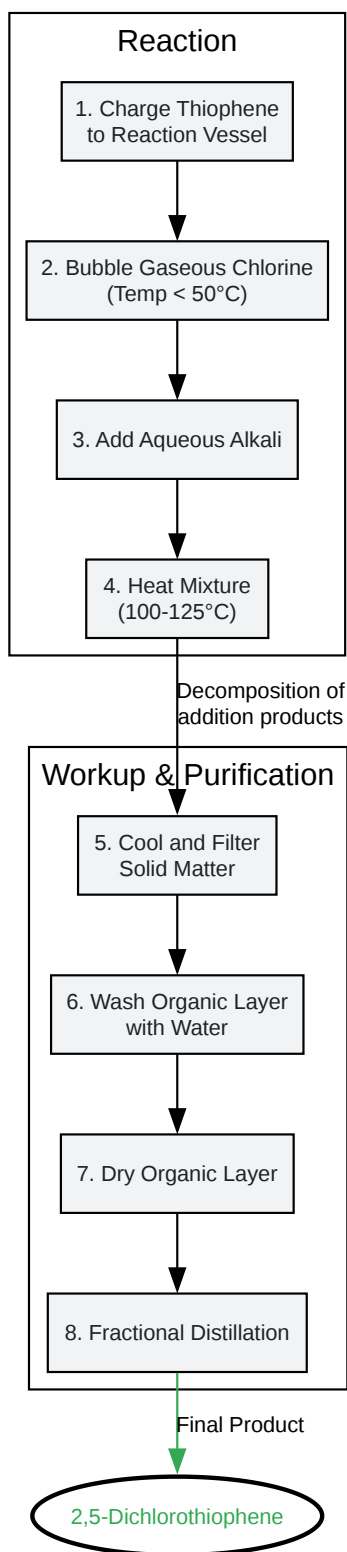 Reaction
1. Charge Thiophene
to Reaction Vessel
2. Bubble Gaseous Chlorine
(Temp < 50°C)
3. Add Aqueous Alkali
4. Heat Mixture
(100-125°C)
Decomposition of
addition products
Workup & Purification
5. Cool and Filter
Solid Matter
6. Wash Organic Layer
with Water
7. Dry Organic Layer
8. Fractional Distillation
Final Product
2,5-Dichlorothiophene